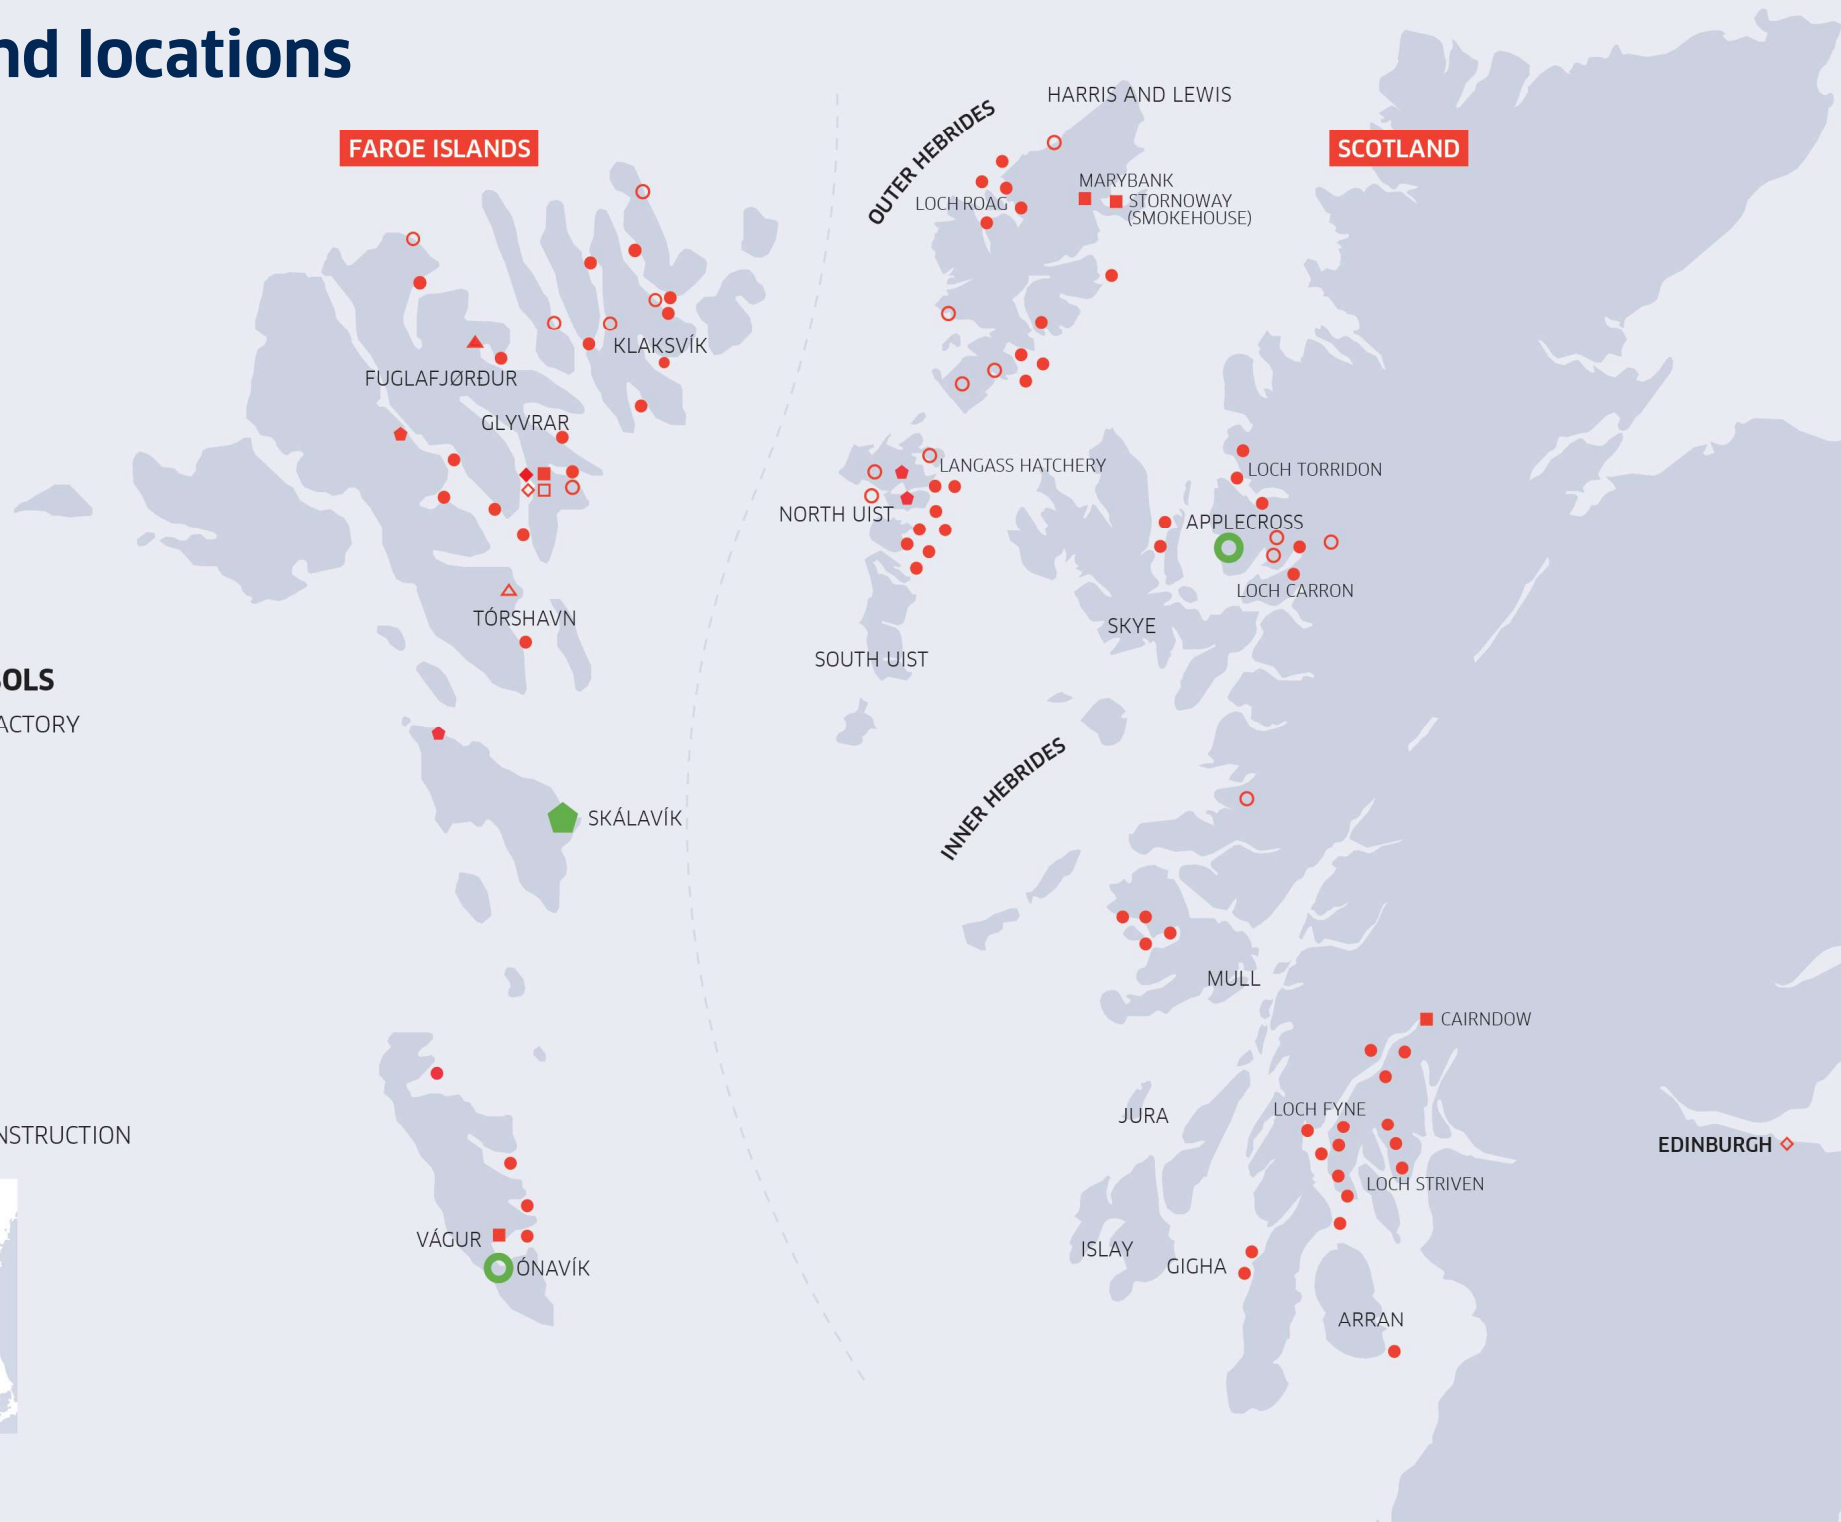 nd locations
FAROE ISLANDS
KLAKSVÍK
FUGLAFJØRÐUR
GLYVRAR
TÓRSHAVN
OLS
ACTORY
SKÁLAVÍK
NSTRUCTION
VÁGUR
ÓNAVÍK
SCOTLAND
OUTER HEBRIDES
HARRIS AND LEWIS
MARYBANK
LOCH ROAG
STORNOWAY
(SMOKEHOUSE)
LANGASS HATCHERY
NORTH UIST
SOUTH UIST
LOCH TORRIDON
APPLECROSS
LOCH CARRON
SKYE
INNER HEBRIDES
MULL
CAIRNDOW
JURA
LOCH FYNE
EDINBURGH
LOCH STRIVEN
ISLAY
GIGHA
ARRAN